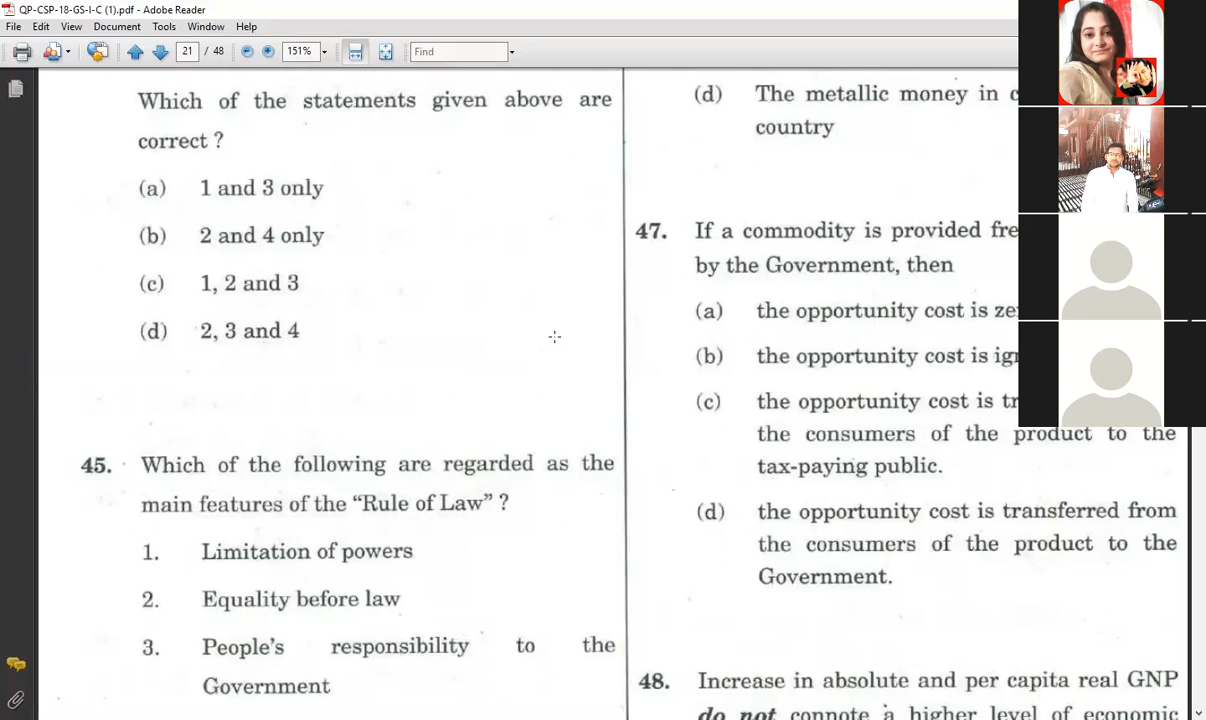 QP-CSP-18-GS-I-C (1).pdf - Adobe Reader
File Edit View Document Tools Window Help
21 / 48 151% Find
Which of the statements given above are
correct ?
(a) 1 and 3 only
(b) 2 and 4 only
(c) 1, 2 and 3
(d) 2, 3 and 4
45. Which of the following are regarded as the
main features of the “Rule of Law” ?
1. Limitation of powers
2. Equality before law
3. People's responsibility to the
Government
(d) The metallic money in
country
47. If a commodity is provided
by the Government, then
(a) the opportunity cost is
(b) the opportunity cost is
(c) the opportunity cost is
the consumers of the product to the
tax-paying public.
(d) the opportunity cost is transferred from
the consumers of the product to the
Government.
48. Increase in absolute and per capita real GNP
do not connote a higher level of economic